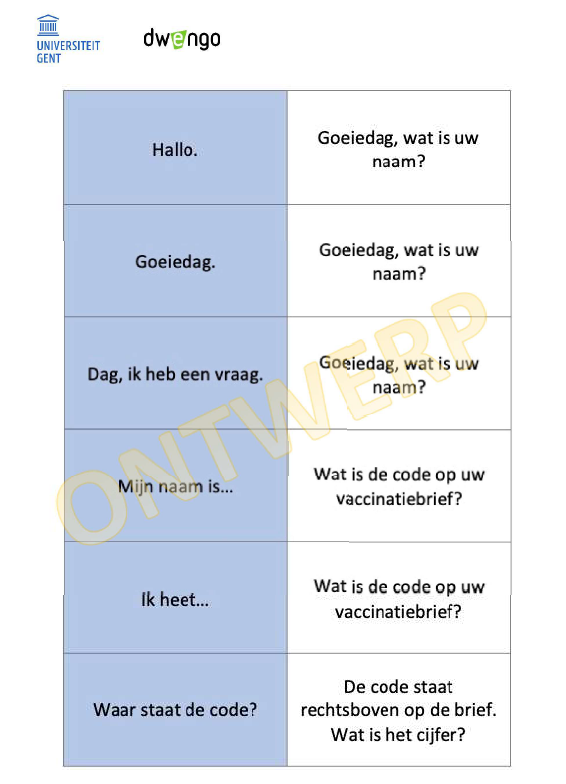 UNIVERSITEIT
GENT
dwengo
Hallo.
Goeiedag, wat is uw
naam?
Goeiedag.
Goeiedag, wat is uw
naam?
Dag, ik heb een vraag.
Goeiedag, wat is uw
naam?
Mijn naam is...
Wat is de code op uw
vaccinatiebrief?
Ik heet...
Wat is de code op uw
vaccinatiebrief?
Waar staat de code?
De code staat
rechtsboven op de brief.
Wat is het cijfer?
ONTWERP